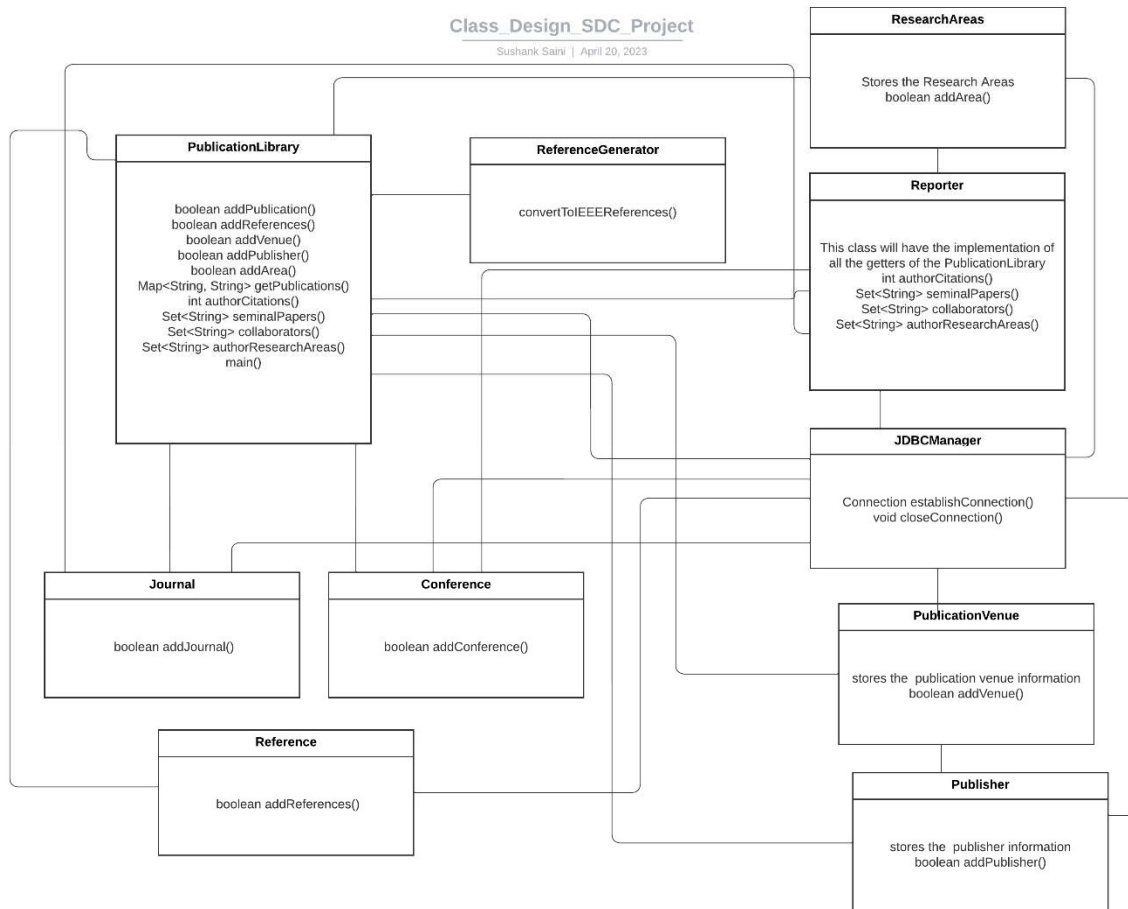 Class_Design_SDC_Project
Sushank Saini | April 20, 2023
ResearchAreas
Stores the Research Areas
boolean addArea()
PublicationLibrary
boolean addPublication()
boolean addReferences()
boolean addVenue()
boolean addPublisher()
boolean addArea()
Map<String, String> getPublications()
int authorCitations()
Set<String> seminalPapers()
Set<String> collaborators()
Set<String> authorResearchAreas()
main()
ReferenceGenerator
convertToIEEEReferences()
Reporter
This class will have the implementation of
all the getters of the PublicationLibrary
int authorCitations()
Set<String> seminalPapers()
Set<String> collaborators()
Set<String> authorResearchAreas()
JDBCManager
Connection establishConnection()
void closeConnection()
Journal
boolean addJournal()
Conference
boolean addConference()
PublicationVenue
stores the  publication venue information
boolean addVenue()
Reference
boolean addReferences()
Publisher
stores the  publisher information
boolean addPublisher()